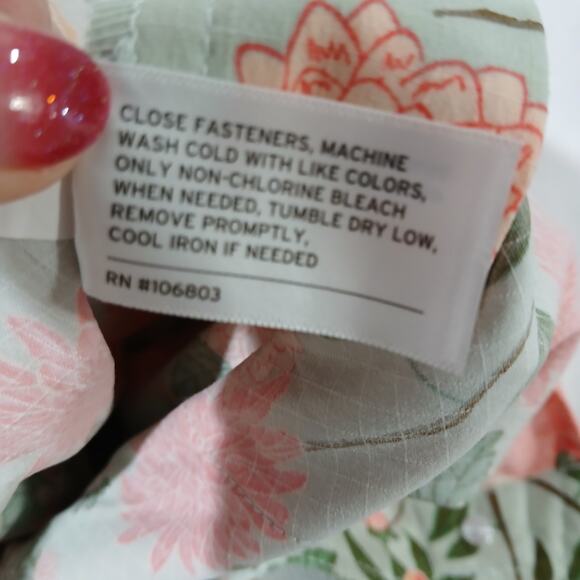 CLOSE FASTENERS, MACHINE
WASH COLD WITH LIKE COLORS,
ONLY NON-CHLORINE BLEACH
WHEN NEEDED, TUMBLE DRY LOW,
REMOVE PROMPTLY,
COOL IRON IF NEEDED
RN #106803